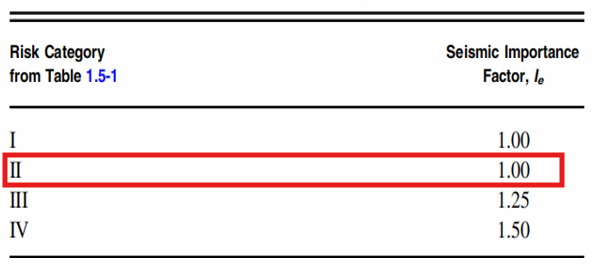 Risk Category Seismic Importance
from Table 1.5-1 Factor, Ie
I 1.00
II 1.00
III 1.25
IV 1.50